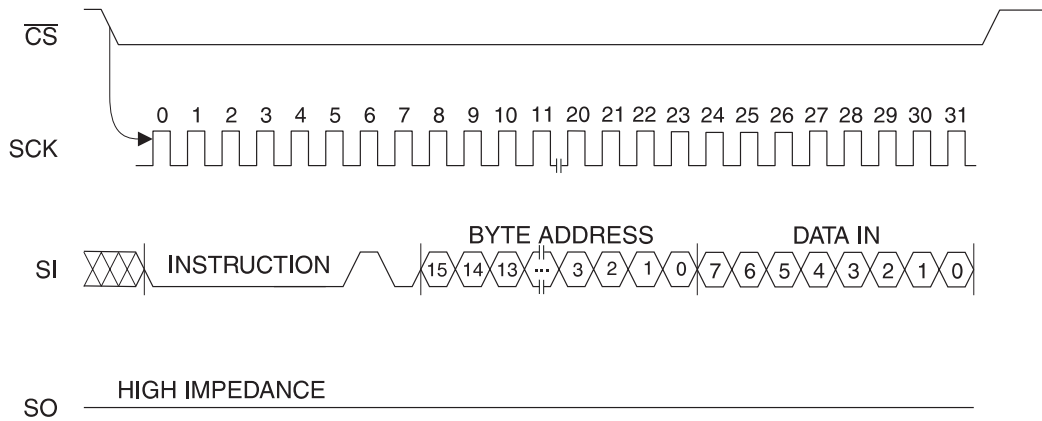 CS
0 1 2 3 4 5 6 7 8 9 10 11 20 21 22 23 24 25 26 27 28 29 30 31
SCK
BYTE ADDRESS DATA IN
SI INSTRUCTION 15 14 13 ... 3 2 1 0 7 6 5 4 3 2 1 0
HIGH IMPEDANCE
SO